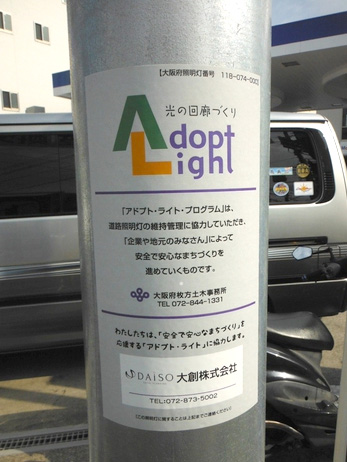 【大阪府照明灯番号 118-074-000】
光の回廊づくり
Adopt
Light
「アドプト・ライト・プログラム」は、
道路照明灯の維持管理に協力していただき、
「企業や地元のみなさん」によって
安全で安心なまちづくりを
進めていくものです。
大阪府枚方土木事務所
TEL 072-844-1331
わたしたちは、「安全で安心なまちづくり」を
応援する「アドプト・ライト」に協力します。
DAISO 大創株式会社
TEL:072-873-5002